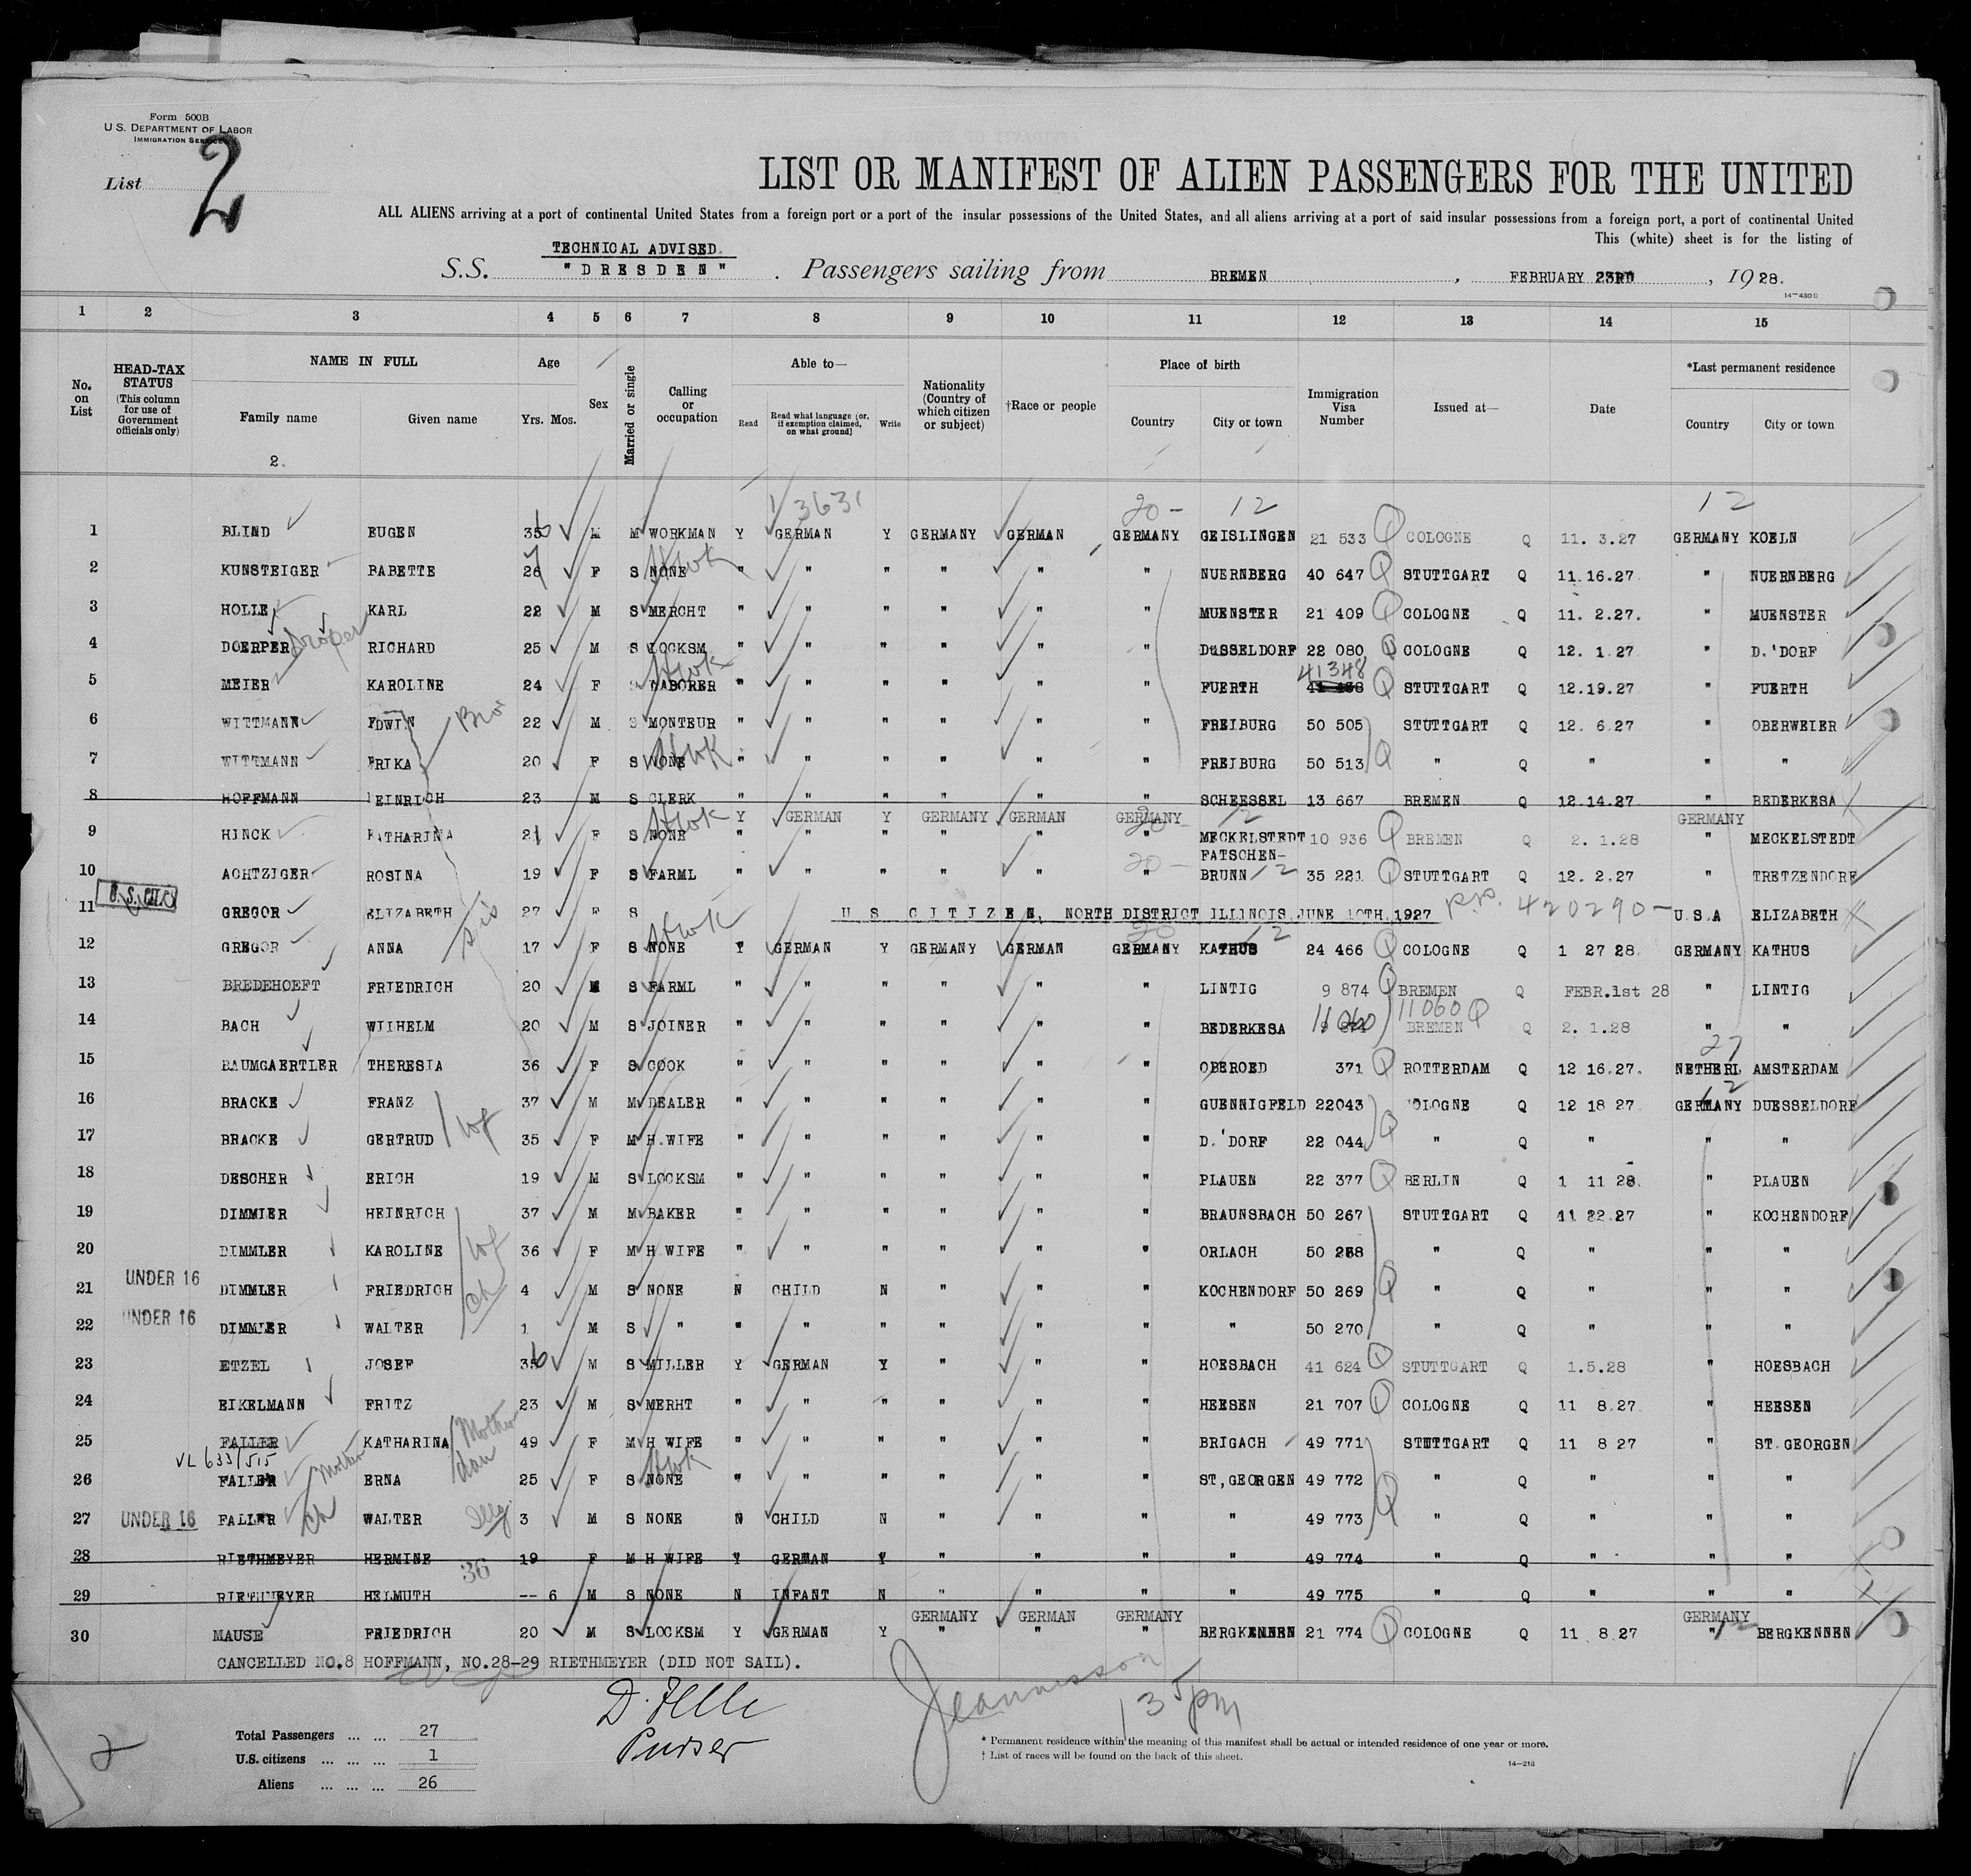 Form 500B
U.S. DEPARTMENT OF LABOR
IMMIGRATION SERVICE
List 2
LIST OR MANIFEST OF ALIEN PASSENGERS FOR THE UNITED
ALL ALIENS arriving at a port of continental United States from a foreign port or a port of the insular possessions of the United States, and all aliens arriving at a port of said insular possessions from a foreign port, a port of continental United
This (white) sheet is for the listing of
TECHNICAL ADVISED.
S.S. "DRESDEN" . Passengers sailing from BREMEN , FEBRUARY 23RD , 1928.
14-430B
1 2 3 4 5 6 7 8 9 10 11 12 13 14 15
No. on List
HEAD-TAX STATUS (This column for use of Government officials only)
NAME IN FULL
Family name Given name
2.
Age
Yrs. Mos.
Sex
Married or single
Calling or occupation
Able to—
Read Read what language (or, if exemption claimed, on what ground) Write
Nationality (Country of which citizen or subject)
†Race or people
Place of birth
Country City or town
Immigration Visa Number
Issued at—
Date
*Last permanent residence
Country City or town
20- 12 12
1 BLIND EUGEN 35 M M WORKMAN Y GERMAN Y GERMANY GERMAN GERMANY GEISLINGEN 21 533 Q COLOGNE Q 11. 3.27 GERMANY KOELN
2 KUNSTEIGER BABETTE 26 F S NONE " " " " " " NUERNBERG 40 647 Q STUTTGART Q 11.16.27. " NUERNBERG
3 HOLLE KARL 22 M S MERCHT " " " " " " MUENSTER 21 409 Q COLOGNE Q 11. 2.27. " MUENSTER
4 DOERPER RICHARD 25 M S LOCKSM " " " " " " DUSSELDORF 22 080 Q COLOGNE Q 12. 1.27 " D.'DORF
41348
5 MEIER KAROLINE 24 F S LABORER " " " " " " FUERTH Q STUTTGART Q 12.19.27 " FUERTH
6 WITTMANN EDWIN Bro 22 M S MONTEUR " " " " " " FREIBURG 50 505 STUTTGART Q 12. 6.27 " OBERWEIER
7 WITTMANN ERIKA 20 F S NONE " " " " " " FREIBURG 50 513 Q " Q " " "
8 HOFFMANN HEINRICH 23 M S CLERK " " " " " " SCHEESSEL 13 667 BREMEN Q 12.14.27 " BEDERKESA
Y GERMAN Y GERMANY GERMAN GERMANY GERMANY
9 HINCK KATHARINA 21 F S NONE " " " " " " MECKELSTEDT 10 936 Q BREMEN Q 2. 1.28 " MECKELSTEDT
FATSCHEN-
10 ACHTZIGER ROSINA 19 F S FARML " " " " " " BRUNN 12 35 221 Q STUTTGART Q 12. 2.27 " TRETZENDORF
11 GREGOR ELIZABETH 27 F S U S CITIZEN, NORTH DISTRICT ILLINOIS JUNE 10TH 1927 420290- U.S.A ELIZABETH
12 GREGOR ANNA sis 17 F S NONE Y GERMAN Y GERMANY GERMAN GERMANY KATHUS 24 466 Q COLOGNE Q 1 27 28. GERMANY KATHUS
13 BREDEHOEFT FRIEDRICH 20 M S FARML " " " " " " LINTIG 9 874 Q BREMEN Q FEBR.1st 28 " LINTIG
14 BACH WILHELM 20 M S JOINER " " " " " " BEDERKESA 11060 Q BREMEN Q 2. 1.28 " "
27
15 BAUMGAERTLER THERESIA 36 F S COOK " " " " " " OBEROED 371 Q ROTTERDAM Q 12 16.27. NETHERL AMSTERDAM
16 BRACKE FRANZ 37 M M DEALER " " " " " " GUENNIGFELD 22043 COLOGNE Q 12 18 27 GERMANY DUESSELDORF
17 BRACKE GERTRUD wf 35 F M H.WIFE " " " " " " D.'DORF 22 044 Q " Q " " "
18 DESCHER ERICH 19 M S LOCKSM " " " " " " PLAUEN 22 377 Q BERLIN Q 1 11 28. " PLAUEN
19 DIMMLER HEINRICH 37 M M BAKER " " " " " " BRAUNSBACH 50 267 STUTTGART Q 11 22.27 " KOCHENDORF
20 DIMMLER KAROLINE wf 36 F M H WIFE " " " " " " ORLACH 50 268 " Q " " "
21 UNDER 16 DIMMLER FRIEDRICH ch 4 M S NONE N CHILD N " " " KOCHENDORF 50 269 Q " Q " " "
22 UNDER 16 DIMMLER WALTER 1 M S " " " " " " " " 50 270 " Q " " "
23 ETZEL JOSEF 35 M S MILLER Y GERMAN Y " " " HOESBACH 41 624 Q STUTTGART Q 1.5.28 " HOESBACH
24 EIKELMANN FRITZ 23 M S MERHT " " " " " " HEESEN 21 707 Q COLOGNE Q 11 8.27. " HEESEN
25 FALLER KATHARINA Mother 49 F M H WIFE " " " " " " BRIGACH 49 771 STUTTGART Q 11 8 27 " ST.GEORGEN
VL 633/515
26 FALLER Mother ERNA dau 25 F S NONE " " " " " " ST,GEORGEN 49 772 " Q " " "
27 UNDER 16 FALLER ch WALTER 3 M S NONE N CHILD N " " " " 49 773 Q " Q " " "
28 RIETHMEYER HERMINE 19 F M H WIFE Y GERMAN Y " " " " 49 774 " Q " " "
36
29 RIETHMEYER HELMUTH -- 6 M S NONE N INFANT N " " " " 49 775 " Q " " "
GERMANY GERMAN GERMANY GERMANY
30 MAUSE FRIEDRICH 20 M S LOCKSM Y GERMAN Y " " " BERGKENNEN 21 774 Q COLOGNE Q 11 8.27 " BERGKENNEN
CANCELLED NO.8 HOFFMANN, NO.28-29 RIETHMEYER (DID NOT SAIL).
Purser
135pm
2
Total Passengers ... ... 27
U.S. citizens ... ... ... 1
Aliens ... ... ... 26
* Permanent residence within the meaning of this manifest shall be actual or intended residence of one year or more.
† List of races will be found on the back of this sheet.
14-218